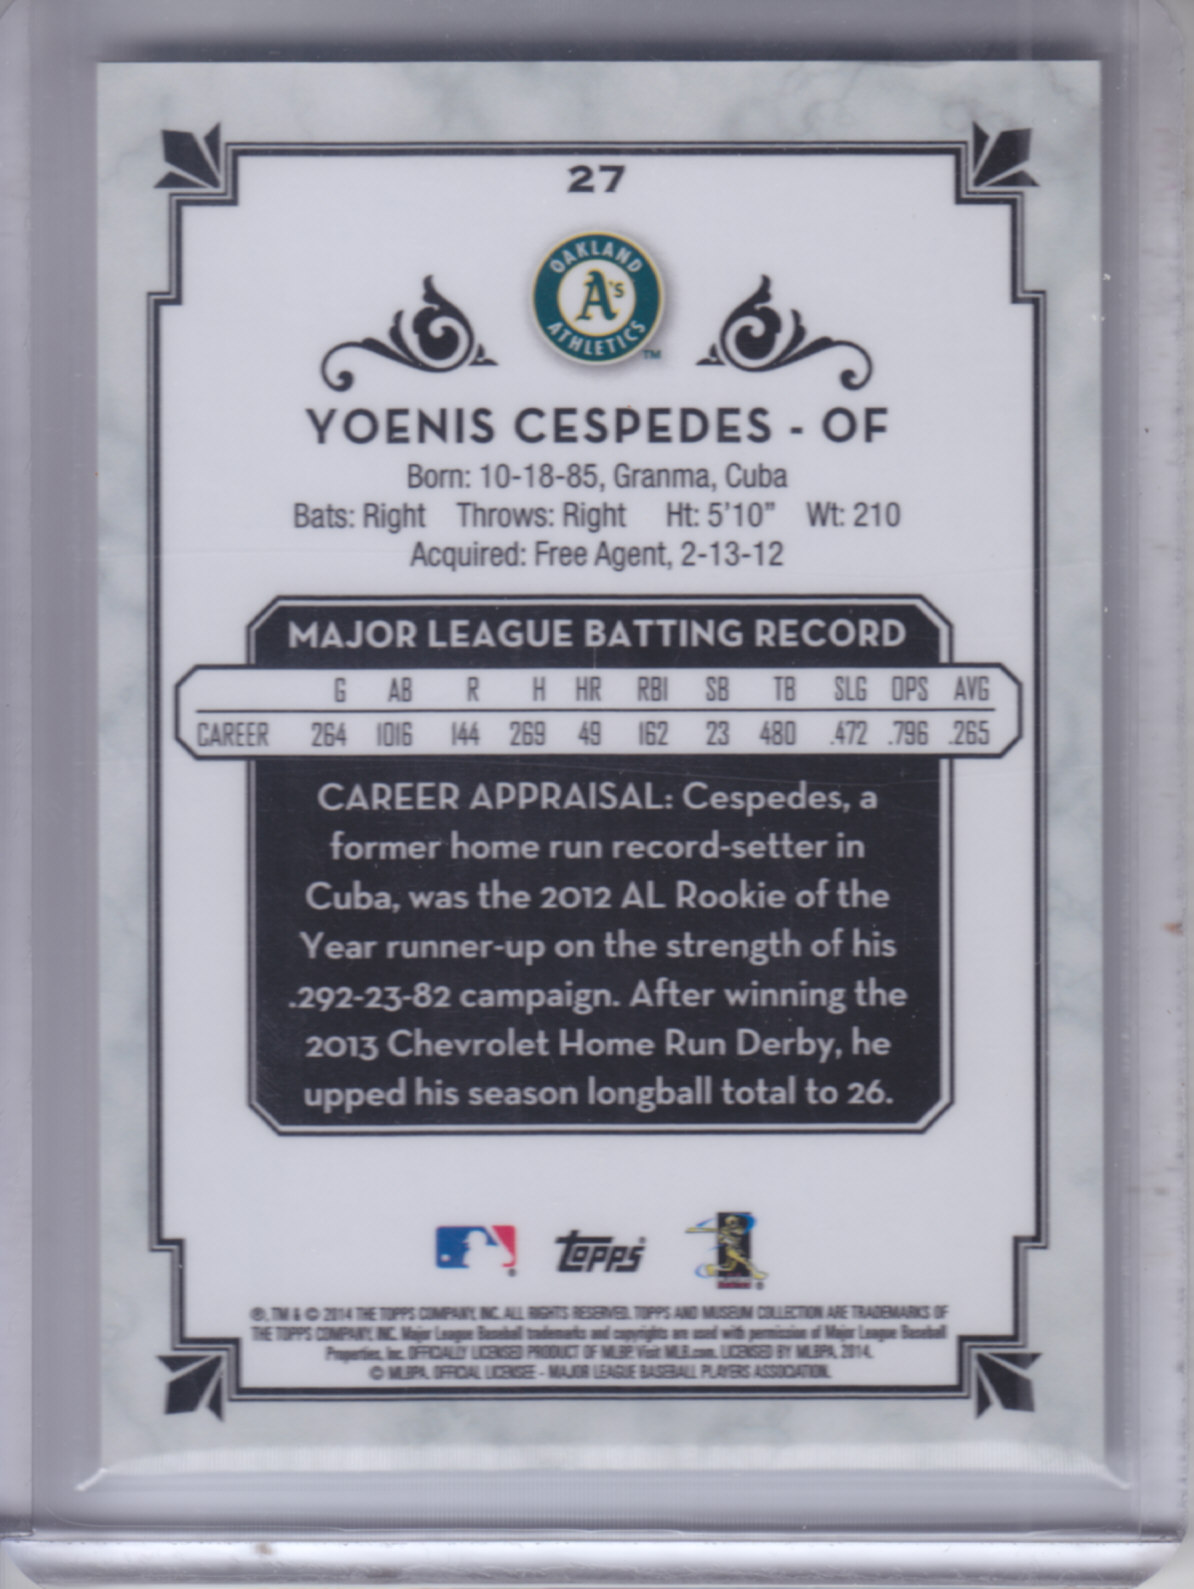 27
OAKLAND
A's
ATHLETICS
TM
YOENIS CESPEDES - OF
Born: 10-18-85, Granma, Cuba
Bats: Right Throws: Right Ht: 5'10" Wt: 210
Acquired: Free Agent, 2-13-12
MAJOR LEAGUE BATTING RECORD
G AB R H HR RBI SB TB SLG OPS AVG
CAREER 264 1016 144 269 49 162 23 480 .472 .796 .265
CAREER APPRAISAL: Cespedes, a
former home run record-setter in
Cuba, was the 2012 AL Rookie of the
Year runner-up on the strength of his
.292-23-82 campaign. After winning the
2013 Chevrolet Home Run Derby, he
upped his season longball total to 26.
Topps®
®, TM & © 2014 THE TOPPS COMPANY, INC. ALL RIGHTS RESERVED. TOPPS AND MUSEUM COLLECTION ARE TRADEMARKS OF
THE TOPPS COMPANY, INC. Major League Baseball trademarks and copyrights are used with permission of Major League Baseball
Properties, Inc. OFFICIALLY LICENSED PRODUCT OF MLBP. Visit MLB.com. LICENSED BY MLBPA, 2014.
© MLBPA. OFFICIAL LICENSEE - MAJOR LEAGUE BASEBALL PLAYERS ASSOCIATION.